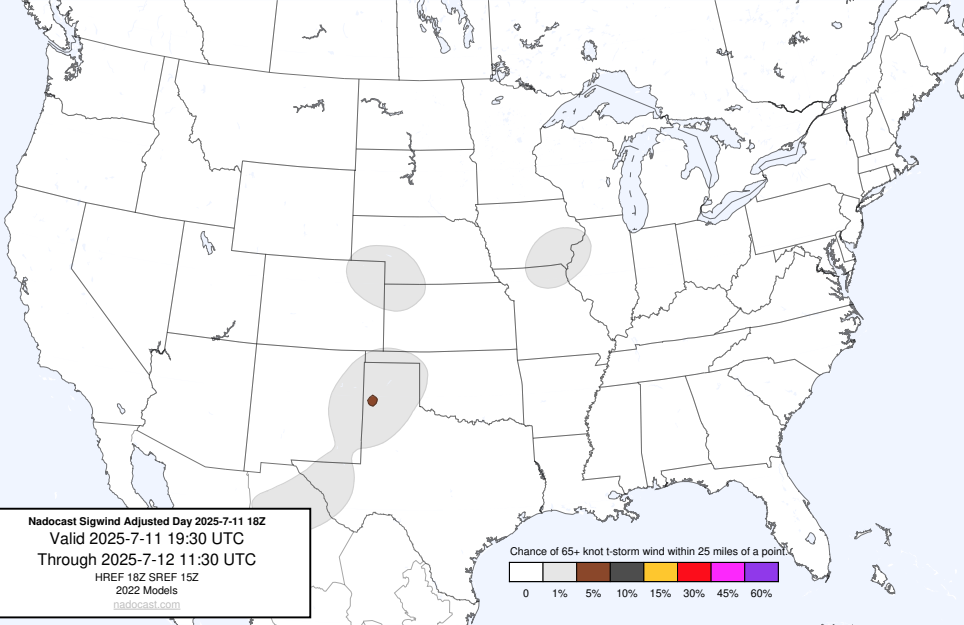 Nadocast Sigwind Adjusted Day 2025-7-11 18Z
Valid 2025-7-11 19:30 UTC
Through 2025-7-12 11:30 UTC
HREF 18Z SREF 15Z
2022 Models
nadocast.com
Chance of 65+ knot t-storm wind within 25 miles of a point.
0 1% 5% 10% 15% 30% 45% 60%